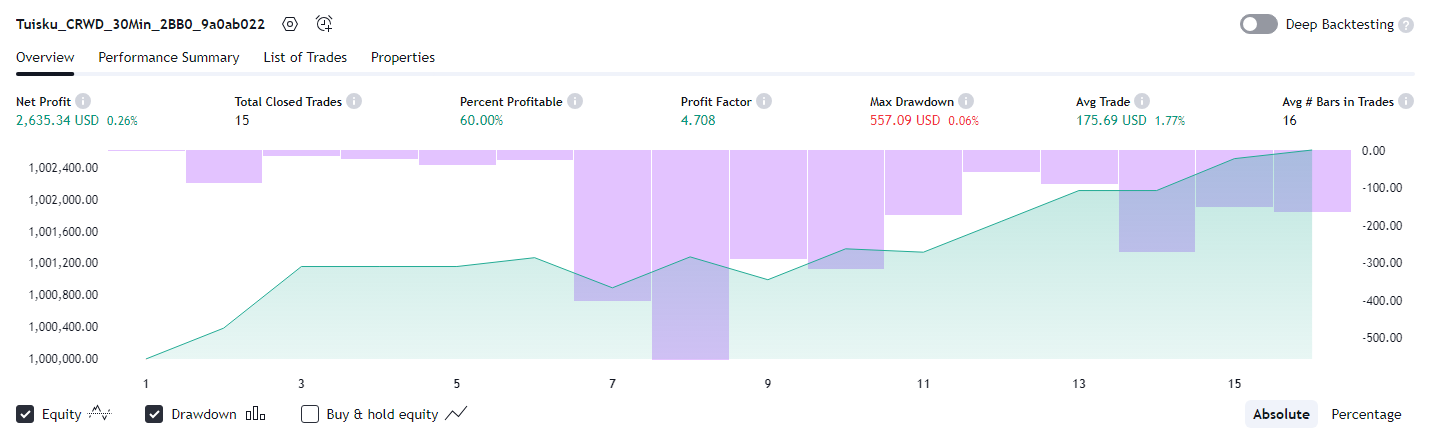 Tuisku_CRWD_30Min_2BB0_9a0ab022 Deep Backtesting ?
Overview Performance Summary List of Trades Properties
Net Profit Total Closed Trades Percent Profitable Profit Factor Max Drawdown Avg Trade Avg # Bars in Trades
2,635.34 USD 0.26% 15 60.00% 4.708 557.09 USD 0.06% 175.69 USD 1.77% 16
0.00
1,002,400.00
-100.00
1,002,000.00
-200.00
1,001,600.00
1,001,200.00 -300.00
1,000,800.00 -400.00
1,000,400.00 -500.00
1,000,000.00
1 3 5 7 9 11 13 15
Equity Drawdown Buy & hold equity Absolute Percentage